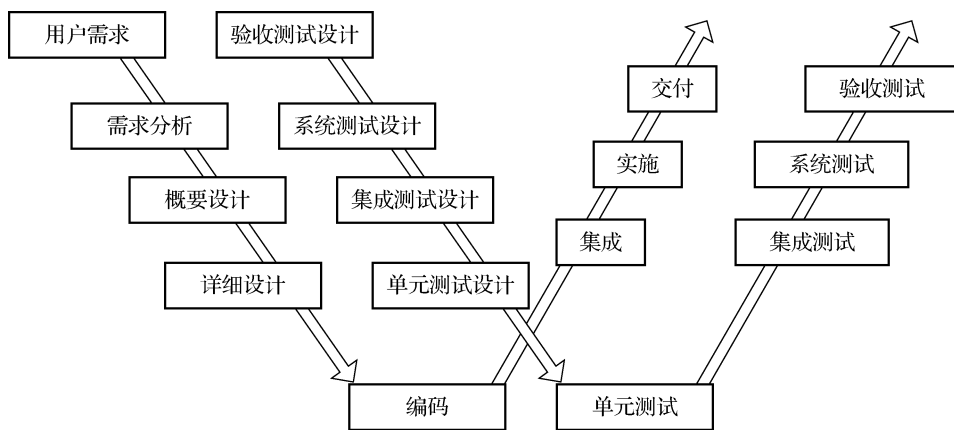 用户需求
验收测试设计
交付
验收测试
需求分析
系统测试设计
实施
系统测试
概要设计
集成测试设计
集成
集成测试
详细设计
单元测试设计
编码
单元测试